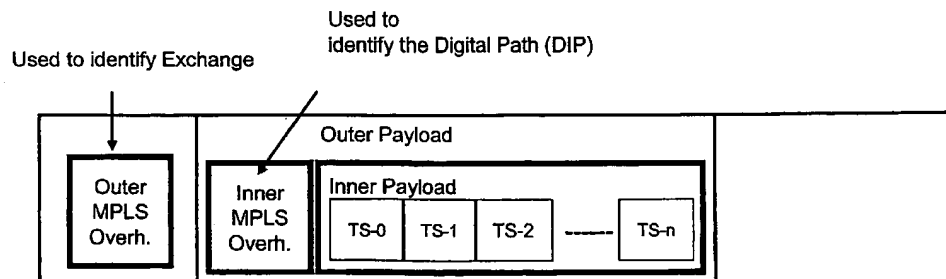 Used to
identify the Digital Path (DIP)
Used to identify Exchange
Outer Payload
Outer
MPLS
Overh.
Inner
MPLS
Overh.
Inner Payload
TS-0
TS-1
TS-2
TS-n